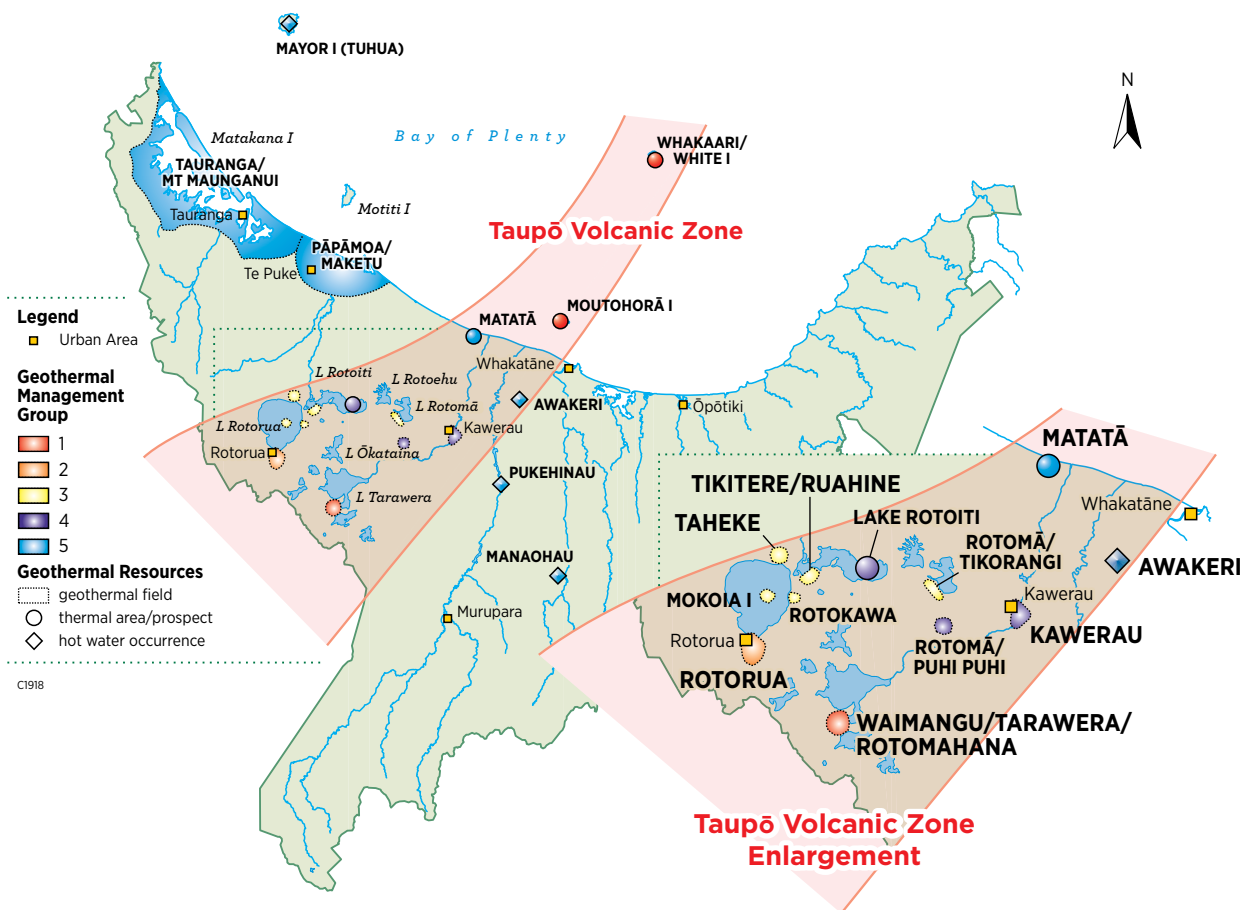 MAYOR I (TUHUA)
N
Matakana I
Bay of Plenty
WHAKAARI/
WHITE I
TAURANGA/
MT MAUNGANUI
Motiti I
Tauranga
Taupō Volcanic Zone
PĀPĀMOA/
MAKETU
Te Puke
MOUTOHORĀ I
MATATĀ
Legend
Urban Area
Geothermal
Management
Group
1
2
3
4
5
Geothermal Resources
geothermal field
thermal area/prospect
hot water occurrence
C1918
Whakatāne
L Rotoiti
L Rotoehu
L Rotomā
AWAKERI
Ōpōtiki
L Rotorua
Kawerau
Rotorua
L Ōkataina
PUKEHINAU
L Tarawera
MANAOHAU
Murupara
MATATĀ
TIKITERE/RUAHINE
Whakatāne
TAHEKE
LAKE ROTOITI
ROTOMĀ/
TIKORANGI
AWAKERI
MOKOIA I
Kawerau
ROTOKAWA
KAWERAU
Rotorua
ROTOMĀ/
PUHI PUHI
ROTORUA
WAIMANGU/TARAWERA/
ROTOMAHANA
Taupō Volcanic Zone
Enlargement